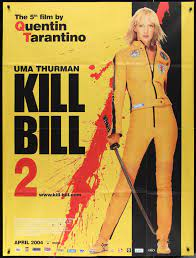 The 5th film by
Quentin
Tarantino
UMA THURMAN
KILL
BILL
2
www.kill-bill.com
APRIL 2004